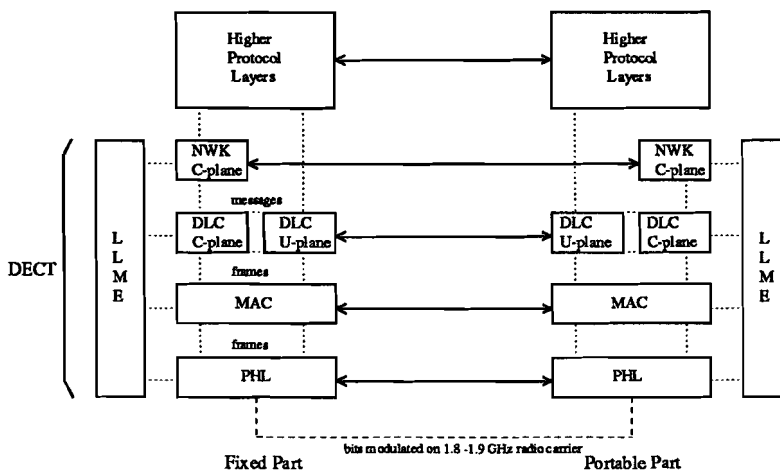 Higher
Protocol
Layers
Higher
Protocol
Layers
NWK
C-plane
NWK
C-plane
messages
DLC
C-plane
DLC
U-plane
DLC
U-plane
DLC
C-plane
L
L
M
E
L
L
M
E
DECT
frames
MAC
MAC
frames
PHL
PHL
bits modulated on 1.8 -1.9 GHz radio carrier
Fixed Part
Portable Part